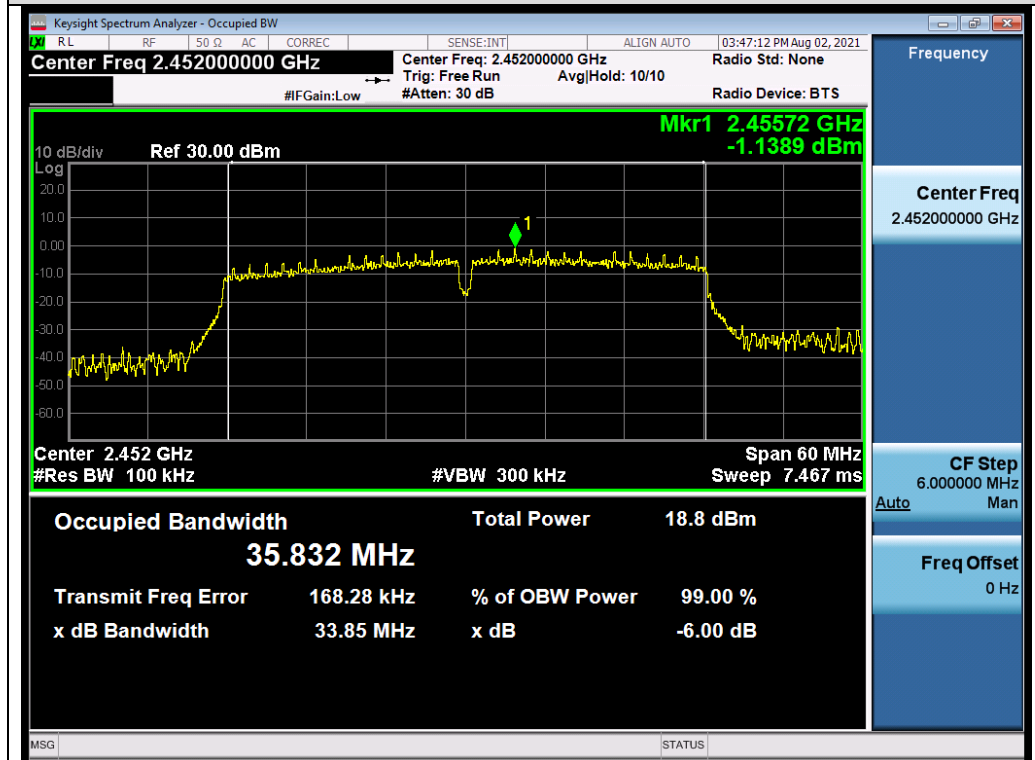 Keysight Spectrum Analyzer - Occupied BW
LXI RL RF 50 Ω AC CORREC SENSE:INT ALIGN AUTO 03:47:12 PM Aug 02, 2021
Center Freq 2.452000000 GHz
Center Freq: 2.452000000 GHz
Radio Std: None
Trig: Free Run Avg|Hold: 10/10
#IFGain:Low
#Atten: 30 dB
Radio Device: BTS
Frequency
Mkr1 2.45572 GHz
-1.1389 dBm
10 dB/div Ref 30.00 dBm
Log
20.0
10.0
0.00
-10.0
-20.0
-30.0
-40.0
-50.0
-60.0
1
Center 2.452 GHz
Span 60 MHz
#Res BW 100 kHz
#VBW 300 kHz
Sweep 7.467 ms
Center Freq
2.452000000 GHz
CF Step
6.000000 MHz
Auto Man
Freq Offset
0 Hz
Occupied Bandwidth
35.832 MHz
Total Power 18.8 dBm
Transmit Freq Error 168.28 kHz
% of OBW Power 99.00 %
x dB Bandwidth 33.85 MHz
x dB -6.00 dB
MSG
STATUS